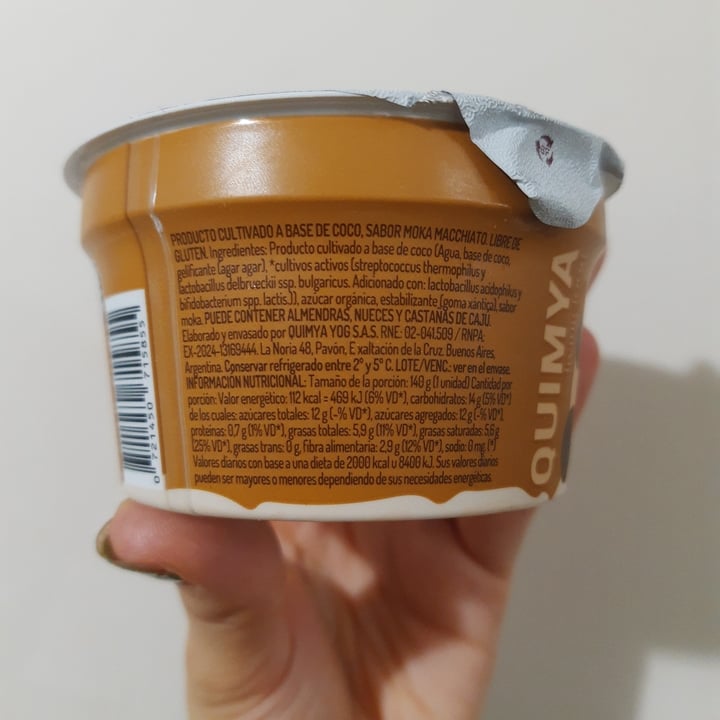 PRODUCTO CULTIVADO A BASE DE COCO, SABOR MOKA MACCHIATO. LIBRE DE
GLUTEN. Ingredientes: Producto cultivado a base de coco (Agua, base de coco,
gelificante (agar agar), *cultivos activos (streptococcus thermophilus y
lactobacillus delbrueckii ssp. bulgaricus. Adicionado con: lactobacillus acidophilus y
bifidobacterium spp. lactis.)), azúcar orgánica, estabilizante (goma xántica), sabor
moka. PUEDE CONTENER ALMENDRAS, NUECES Y CASTAÑAS DE CAJU.
Elaborado y envasado por QUIMYA YOG S.A.S. RNE: 02-041.509 / RNPA:
EX-2024-13169444. La Noria 48, Pavón, E xaltación de la Cruz. Buenos Aires,
Argentina. Conservar refrigerado entre 2° y 5° C. LOTE/VENC.: ver en el envase.
INFORMACIÓN NUTRICIONAL: Tamaño de la porción: 140 g (1 unidad) Cantidad por
porción: Valor energético: 112 kcal = 469 kJ (6% VD*), carbohidratos: 14 g (5% VD*)
de los cuales: azúcares totales: 12 g (-% VD*), azúcares agregados: 12 g (-% VD*),
proteínas: 0,7 g (1% VD*), grasas totales: 5,9 g (11% VD*), grasas saturadas: 5,6 g
(25% VD*), grasas trans: 0 g, fibra alimentaria: 2,9 g (12% VD*), sodio: 0 mg. (*)
Valores diarios con base a una dieta de 2000 kcal u 8400 kJ. Sus valores diarios
pueden ser mayores o menores dependiendo de sus necesidades energéticas.
QUIMYA
0 721450 715855